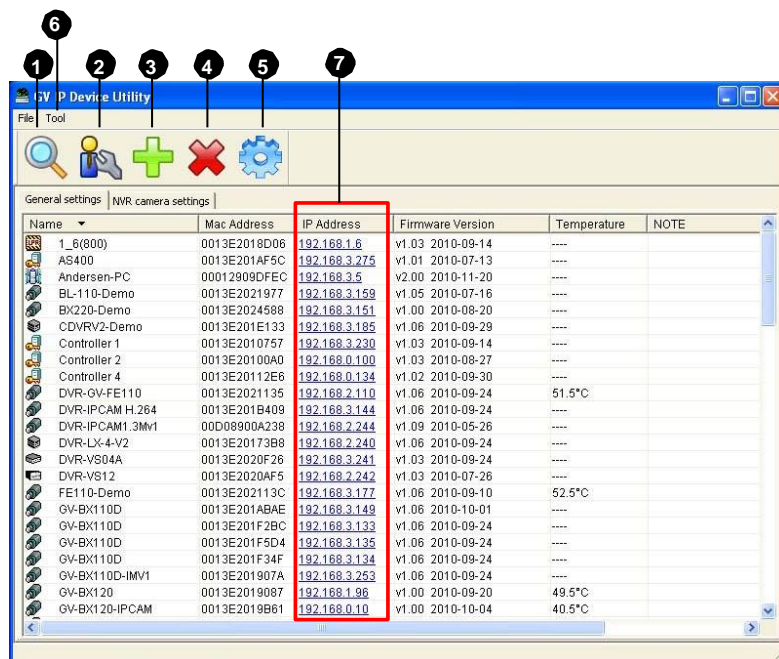 6
1 2 3 4 5 7
GV IP Device Utility
File Tool
General settings NVR camera settings
Name Mac Address IP Address Firmware Version Temperature NOTE
1_6(800) 0013E2018D06 192.168.1.6 v1.03 2010-09-14 ----
AS400 0013E201AF5C 192.168.3.275 v1.01 2010-07-13 ----
Andersen-PC 00012909DFEC 192.168.3.5 v2.00 2010-11-20 ----
BL-110-Demo 0013E2021977 192.168.3.159 v1.05 2010-07-16 ----
BX220-Demo 0013E2024588 192.168.3.151 v1.00 2010-08-20 ----
CDVRV2-Demo 0013E201E133 192.168.3.185 v1.06 2010-09-29 ----
Controller 1 0013E2010757 192.168.3.230 v1.03 2010-09-14 ----
Controller 2 0013E20100A0 192.168.0.100 v1.03 2010-08-27 ----
Controller 4 0013E20112E6 192.168.0.134 v1.02 2010-09-30 ----
DVR-GV-FE110 0013E2021135 192.168.2.110 v1.06 2010-09-24 51.5°C
DVR-IPCAM H.264 0013E201B409 192.168.3.144 v1.06 2010-09-24 ----
DVR-IPCAM1.3Mv1 00D08900A238 192.168.2.244 v1.09 2010-05-26 ----
DVR-LX-4-V2 0013E20173B8 192.168.2.240 v1.06 2010-09-24 ----
DVR-VS04A 0013E2020F26 192.168.3.241 v1.03 2010-09-24 ----
DVR-VS12 0013E2020AF5 192.168.2.242 v1.03 2010-07-26 ----
FE110-Demo 0013E202113C 192.168.3.177 v1.06 2010-09-10 52.5°C
GV-BX110D 0013E201ABAE 192.168.3.149 v1.06 2010-10-01 ----
GV-BX110D 0013E201F2BC 192.168.3.133 v1.06 2010-09-24 ----
GV-BX110D 0013E201F5D4 192.168.3.135 v1.06 2010-09-24 ----
GV-BX110D 0013E201F34F 192.168.3.134 v1.06 2010-09-24 ----
GV-BX110D-IMV1 0013E201907A 192.168.3.253 v1.06 2010-09-24 ----
GV-BX120 0013E2019087 192.168.1.96 v1.00 2010-09-20 49.5°C
GV-BX120-IPCAM 0013E2019B61 192.168.0.10 v1.00 2010-10-04 40.5°C